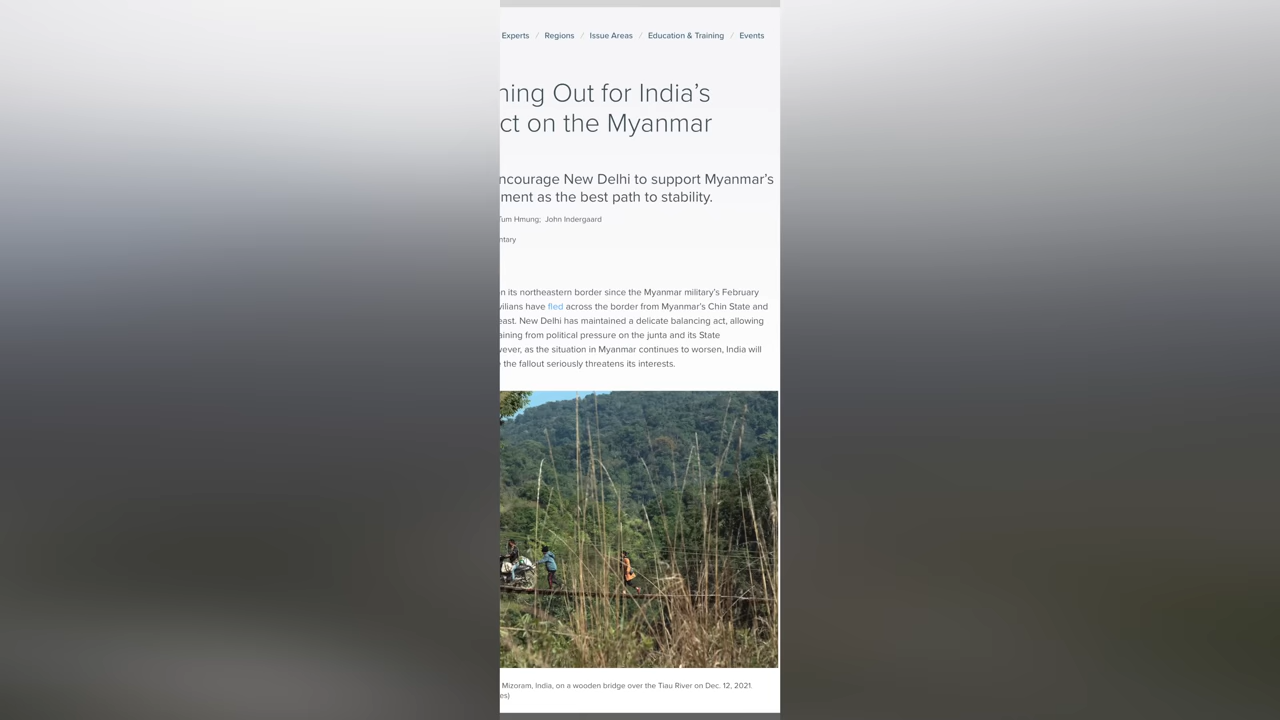 Experts / Regions / Issue Areas / Education & Training / Events
ning Out for India's
ct on the Myanmar
ncourage New Delhi to support Myanmar's
ment as the best path to stability.
Tum Hmung; John Indergaard
ntary
n its northeastern border since the Myanmar military's February
vilians have fled across the border from Myanmar's Chin State and
east. New Delhi has maintained a delicate balancing act, allowing
aining from political pressure on the junta and its State
wever, as the situation in Myanmar continues to worsen, India will
the fallout seriously threatens its interests.
Mizoram, India, on a wooden bridge over the Tiau River on Dec. 12, 2021.
es)